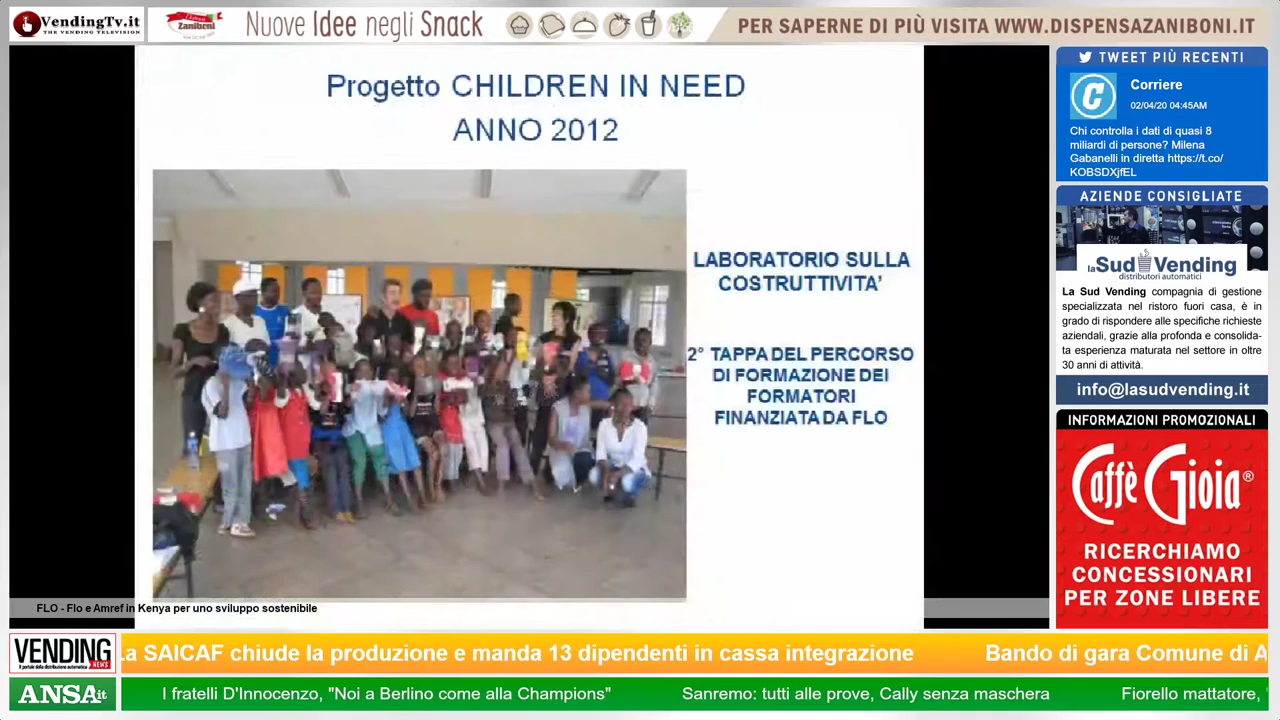 VendingTv.it
THE VENDING TELEVISION
Zaniboni
Nuove Idee negli Snack
PER SAPERNE DI PIÙ VISITA WWW.DISPENSAZANIBONI.IT
Progetto CHILDREN IN NEED
ANNO 2012
LABORATORIO SULLA
COSTRUTTIVITA’
2° TAPPA DEL PERCORSO
DI FORMAZIONE DEI
FORMATORI
FINANZIATA DA FLO
FLO - Flo e Amref in Kenya per uno sviluppo sostenibile
TWEET PIÙ RECENTI
Corriere
02/04/20 04:45AM
Chi controlla i dati di quasi 8
miliardi di persone? Milena
Gabanelli in diretta https://t.co/
KOBSDXjfEL
AZIENDE CONSIGLIATE
la Sud Vending
distributori automatici
La Sud Vending compagnia di gestione
specializzata nel ristoro fuori casa, è in
grado di rispondere alle specifiche richieste
aziendali, grazie alla profonda e consolida-
ta esperienza maturata nel settore in oltre
30 anni di attività.
info@lasudvending.it
INFORMAZIONI PROMOZIONALI
Caffè Gioia®
RICERCHIAMO
CONCESSIONARI
PER ZONE LIBERE
VENDING NEWS
Il portale della distribuzione automatica
La SAICAF chiude la produzione e manda 13 dipendenti in cassa integrazione Bando di gara Comune di A
ANSA.it
I fratelli D'Innocenzo, "Noi a Berlino come alla Champions" Sanremo: tutti alle prove, Cally senza maschera Fiorello mattatore, '